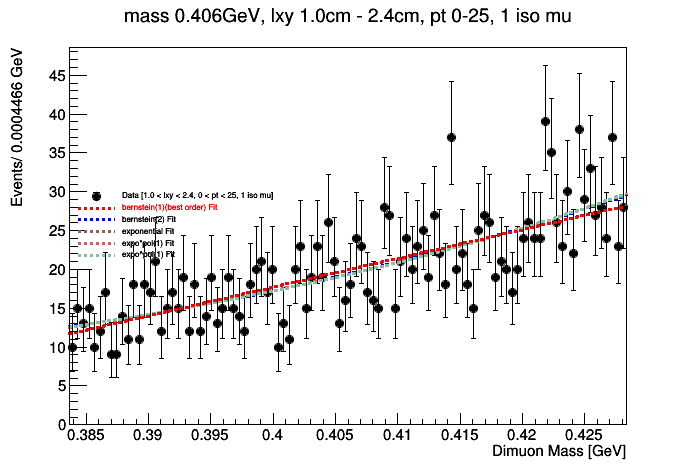 mass 0.406GeV, lxy 1.0cm - 2.4cm, pt 0-25, 1 iso mu
Events/ 0.0004466 GeV
45
40
35
30
25
20
15
10
5
0
Data [1.0 < lxy < 2.4, 0 < pt < 25, 1 iso mu]
bernstein(1)(best order) Fit
bernstein(2) Fit
exponential Fit
expo*pol(1) Fit
expo*pol(1) Fit
0.385 0.39 0.395 0.4 0.405 0.41 0.415 0.42 0.425
Dimuon Mass [GeV]